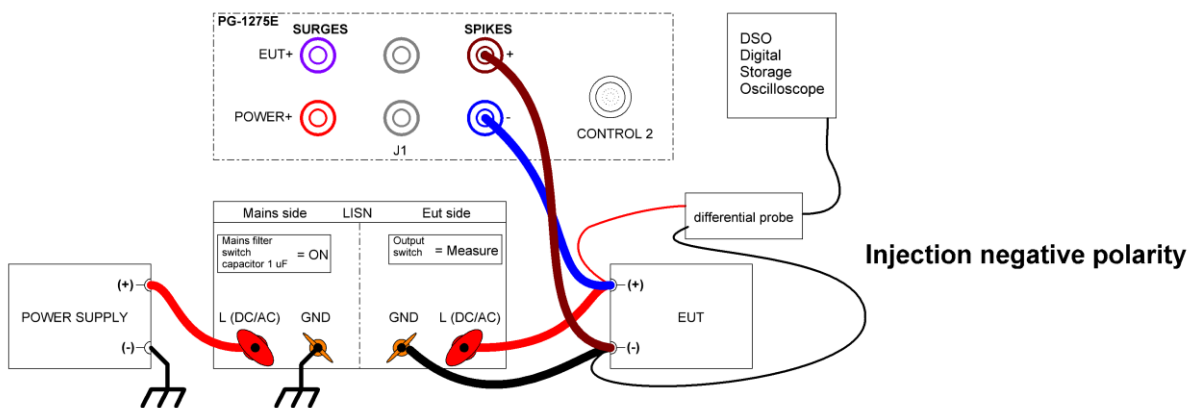 PG-1275E
SURGES
SPIKES
EUT+
+
POWER+
-
J1
CONTROL 2
DSO
Digital
Storage
Oscilloscope
differential probe
Injection negative polarity
Mains side
LISN
Eut side
Mains filter
switch
capacitor 1 uF
= ON
Output
switch
= Measure
L (DC/AC)
GND
GND
L (DC/AC)
(+)
POWER SUPPLY
(-)
(+)
EUT
(-)